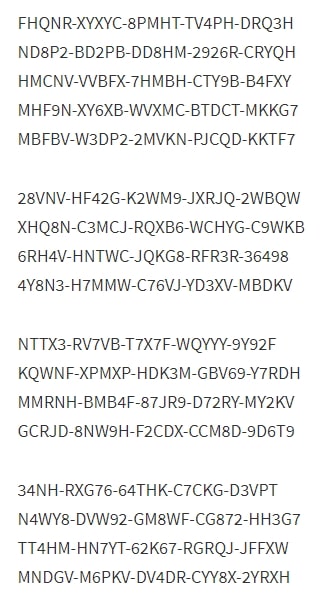 FHQNR-XYXYC-8PMHT-TV4PH-DRQ3H
ND8P2-BD2PB-DD8HM-2926R-CRYQH
HMCNV-VVBFX-7HMBH-CTY9B-B4FXY
MHF9N-XY6XB-WVXMC-BTDCT-MKKG7
MBFBV-W3DP2-2MVKN-PJCQD-KKTF7
28VNV-HF42G-K2WM9-JXRJQ-2WBQW
XHQ8N-C3MCJ-RQXB6-WCHYG-C9WKB
6RH4V-HNTWC-JQKG8-RFR3R-36498
4Y8N3-H7MMW-C76VJ-YD3XV-MBDKV
NTTX3-RV7VB-T7X7F-WQYYY-9Y92F
KQWNF-XPMXP-HDK3M-GBV69-Y7RDH
MMRNH-BMB4F-87JR9-D72RY-MY2KV
GCRJD-8NW9H-F2CDX-CCM8D-9D6T9
34NH-RXG76-64THK-C7CKG-D3VPT
N4WY8-DVW92-GM8WF-CG872-HH3G7
TT4HM-HN7YT-62K67-RGRQJ-JFFXW
MNDGV-M6PKV-DV4DR-CYY8X-2YRXH